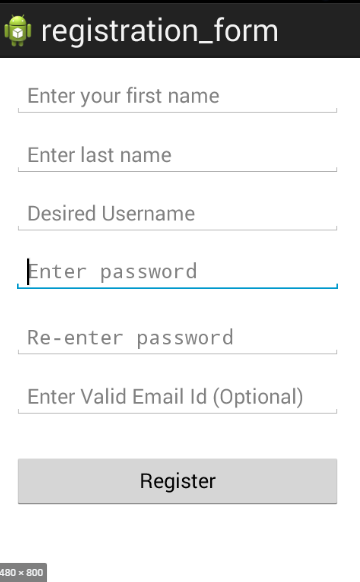 registration_form
Enter your first name
Enter last name
Desired Username
Enter password
Re-enter password
Enter Valid Email Id (Optional)
Register
480 × 800